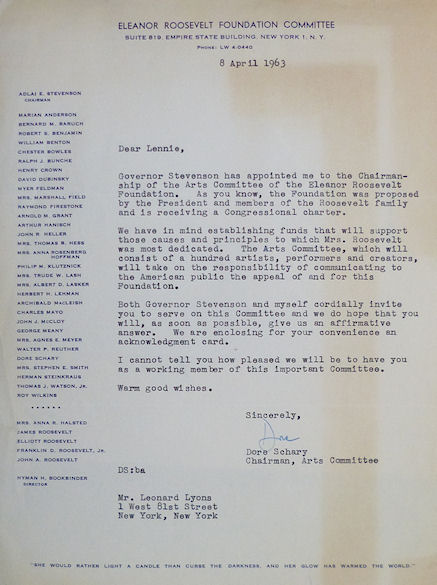 ELEANOR ROOSEVELT FOUNDATION COMMITTEE
SUITE 819, EMPIRE STATE BUILDING, NEW YORK 1, N. Y.
PHONE: LW 4-0440
8 April 1963
ADLAI E. STEVENSON
CHAIRMAN
MARIAN ANDERSON
BERNARD M. BARUCH
ROBERT S. BENJAMIN
WILLIAM BENTON
CHESTER BOWLES
RALPH J. BUNCHE
HENRY CROWN
DAVID DUBINSKY
MYER FELDMAN
MRS. MARSHALL FIELD
RAYMOND FIRESTONE
ARNOLD M. GRANT
ARTHUR HANISCH
JOHN R. HELLER
MRS. THOMAS B. HESS
MRS. ANNA ROSENBERG
HOFFMAN
PHILIP M. KLUTZNICK
MRS. TRUDE W. LASH
MRS. ALBERT D. LASKER
HERBERT H. LEHMAN
ARCHIBALD MACLEISH
CHARLES MAYO
JOHN J. MCCLOY
GEORGE MEANY
MRS. AGNES E. MEYER
WALTER P. REUTHER
DORE SCHARY
MRS. STEPHEN E. SMITH
HERMAN STEINKRAUS
THOMAS J. WATSON, JR.
ROY WILKINS
• • • • • •
MRS. ANNA R. HALSTED
JAMES ROOSEVELT
ELLIOTT ROOSEVELT
FRANKLIN D. ROOSEVELT, JR.
JOHN A. ROOSEVELT
HYMAN H. BOOKBINDER
DIRECTOR
Dear Lennie,
Governor Stevenson has appointed me to the Chairman-
ship of the Arts Committee of the Eleanor Roosevelt
Foundation. As you know, the Foundation was proposed
by the President and members of the Roosevelt family
and is receiving a Congressional charter.
We have in mind establishing funds that will support
those causes and principles to which Mrs. Roosevelt
was most dedicated. The Arts Committee, which will
consist of a hundred artists, performers and creators,
will take on the responsibility of communicating to
the American public the appeal of and for this
Foundation.
Both Governor Stevenson and myself cordially invite
you to serve on this Committee and we do hope that you
will, as soon as possible, give us an affirmative
answer. We are enclosing for your convenience an
acknowledgment card.
I cannot tell you how pleased we will be to have you
as a working member of this important Committee.
Warm good wishes.
Sincerely,
Dore
Dore Schary
Chairman, Arts Committee
DS:ba
Mr. Leonard Lyons
1 West 81st Street
New York, New York
"SHE WOULD RATHER LIGHT A CANDLE THAN CURSE THE DARKNESS, AND HER GLOW HAS WARMED THE WORLD."